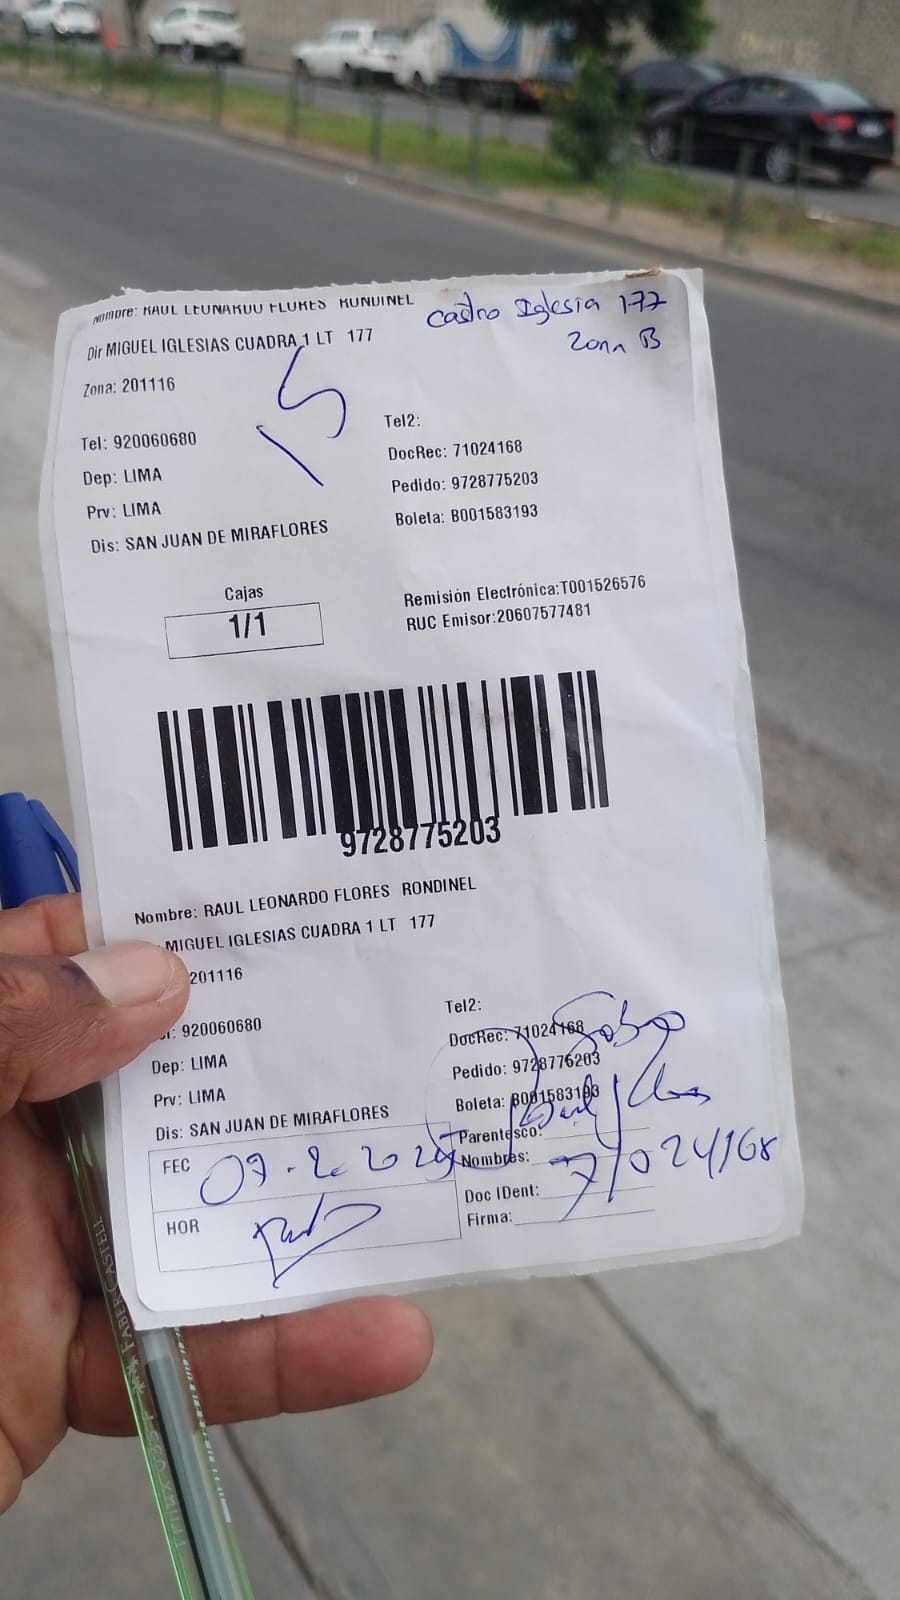 Nombre: RAUL LEONARDO FLORES RONDINEL
Castro Iglesia 177
Zona B
Dir MIGUEL IGLESIAS CUADRA 1 LT 177
Zona: 201116
15
Tel: 920060680
Tel2:
Dep: LIMA
DocRec: 71024168
Prv: LIMA
Pedido: 9728775203
Dis: SAN JUAN DE MIRAFLORES
Boleta: B001583193
Cajas
1/1
Remisión Electrónica:T001526576
RUC Emisor:20607577481
9728775203
Nombre: RAUL LEONARDO FLORES RONDINEL
MIGUEL IGLESIAS CUADRA 1 LT 177
201116
920060680
Tel2:
Dep: LIMA
DocRec: 71024168
Prv: LIMA
Pedido: 9728775203
Dis: SAN JUAN DE MIRAFLORES
Boleta: B001583193
Parentesco:
FEC
Nombres:
71024168
Doc IDent:
HOR
Firma:
FABER-CASTELL